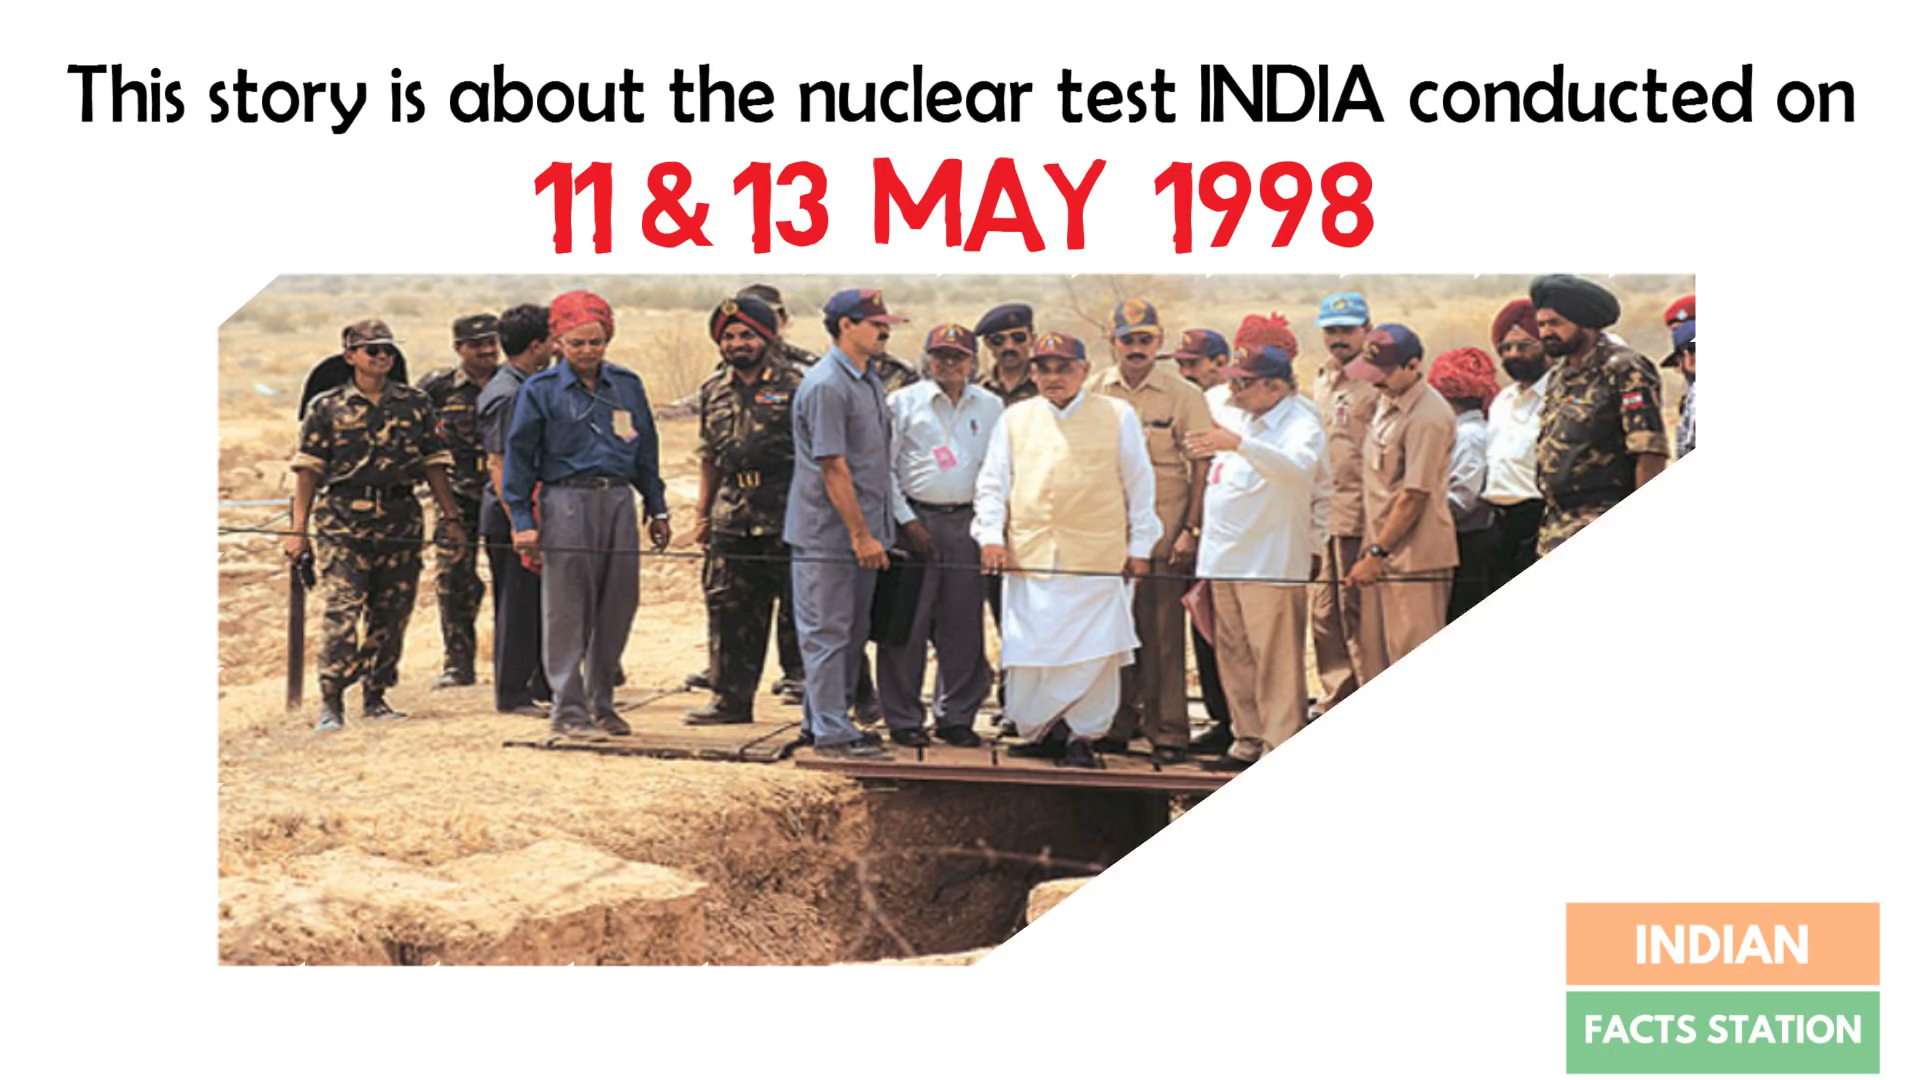 This story is about the nuclear test INDIA conducted on
11 & 13 MAY 1998
INDIAN
FACTS STATION